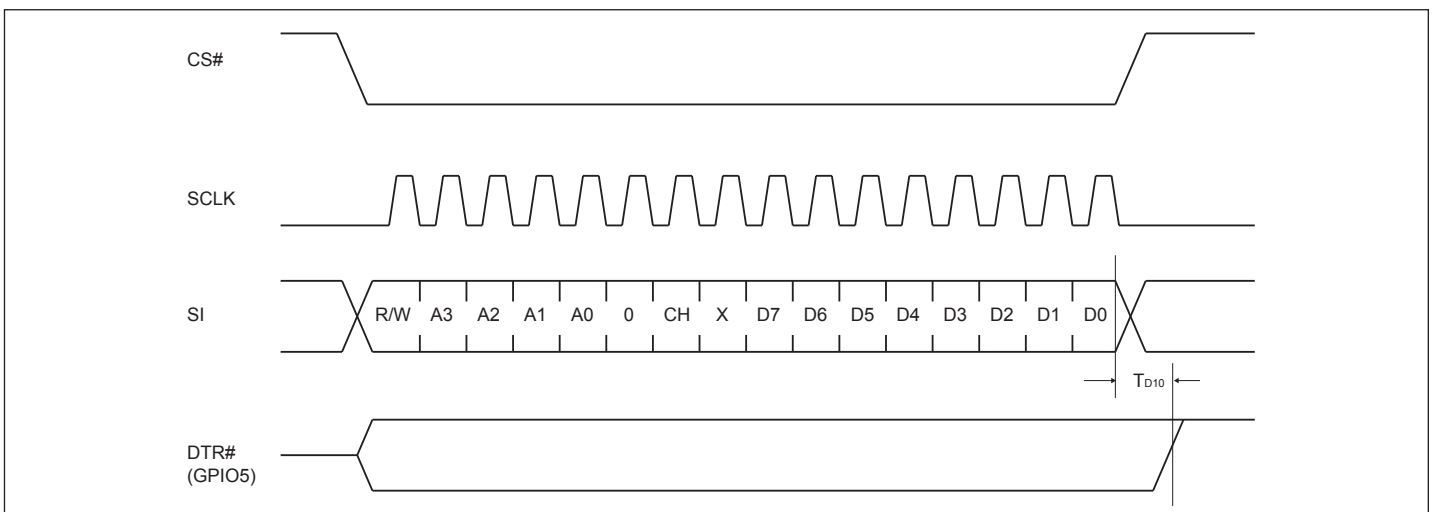 CS#
SCLK
SI R/W A3 A2 A1 A0 0 CH X D7 D6 D5 D4 D3 D2 D1 D0
TD10
DTR#
(GPIO5)